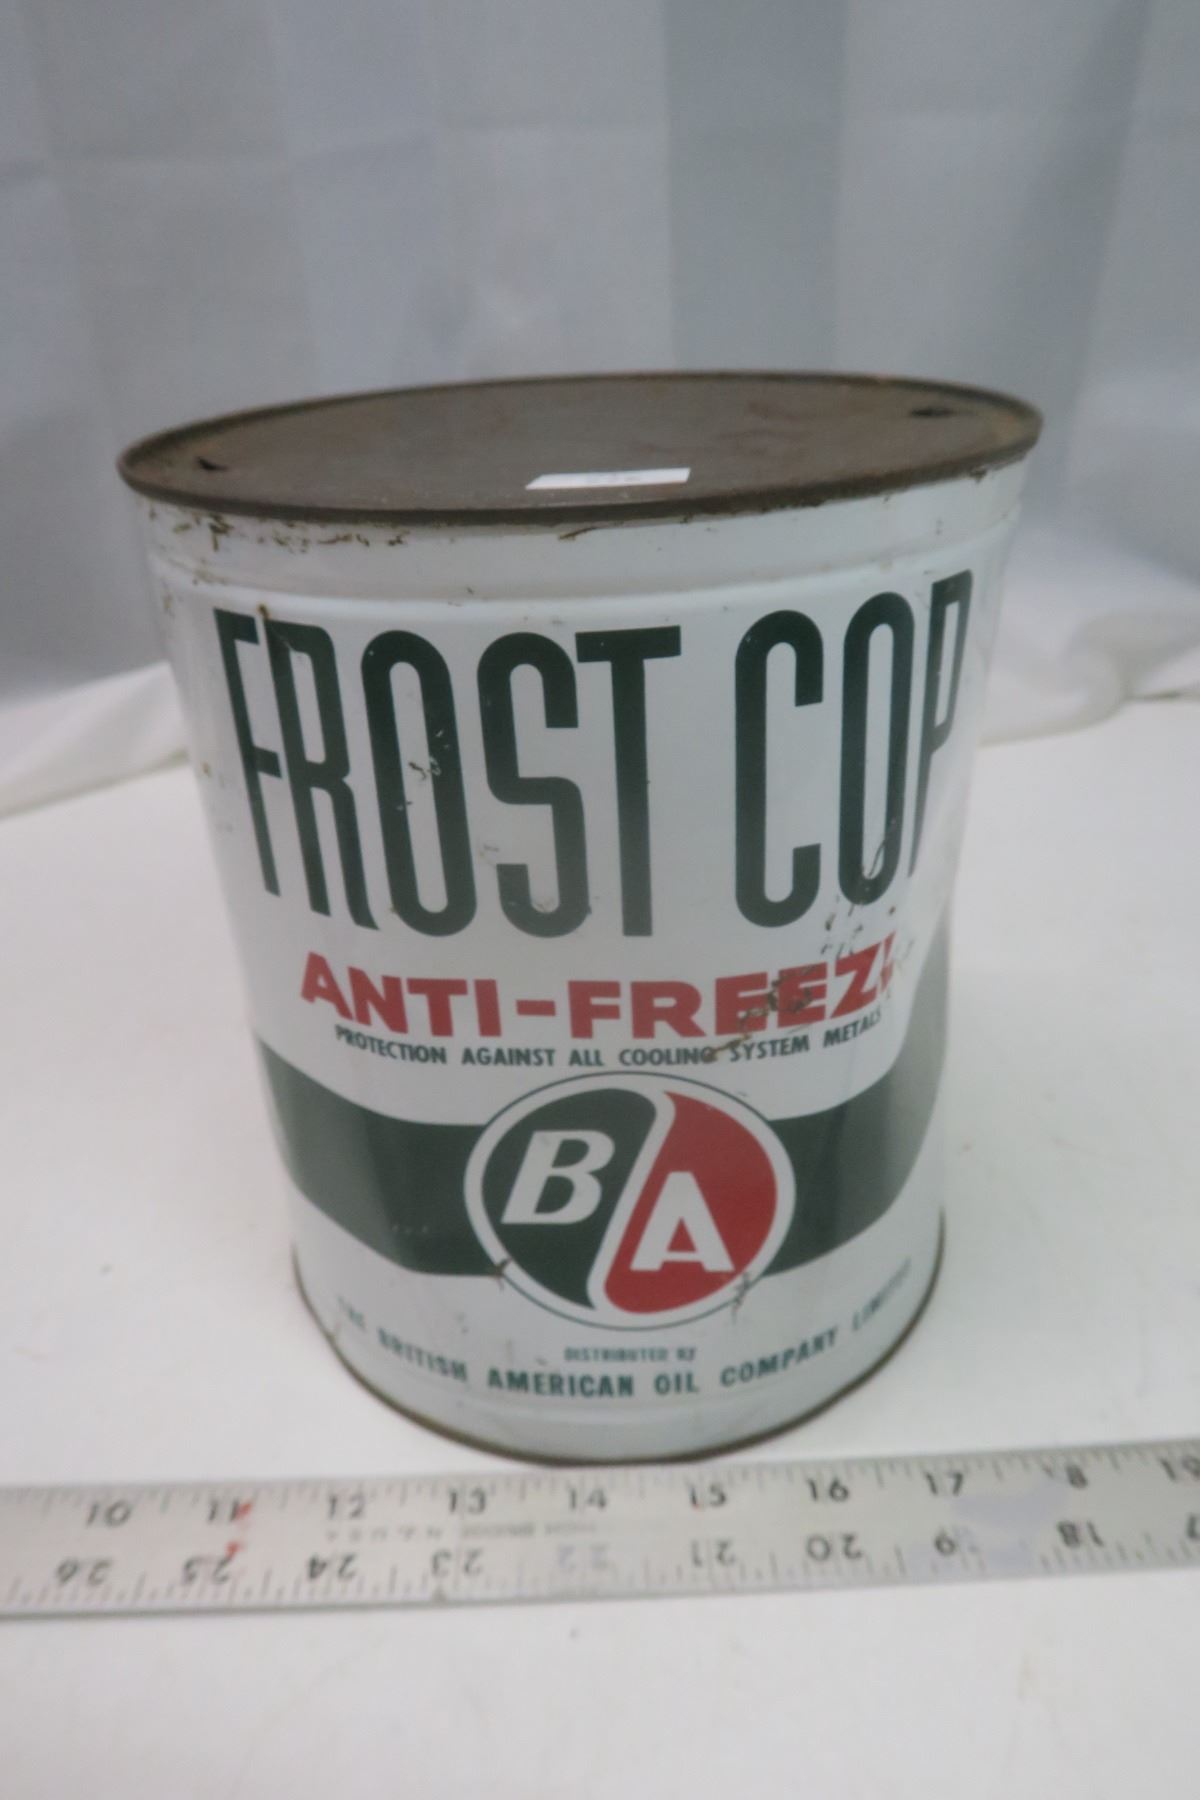 FROST COP
ANTI-FREEZ
PROTECTION AGAINST ALL COOLING SYSTEM METALS
B A
DISTRIBUTED BY
THE BRITISH AMERICAN OIL COMPANY LIMITED
10 11 12 13 14 15 16 17 18 19
26 25 24 23 22 21 20 19 18